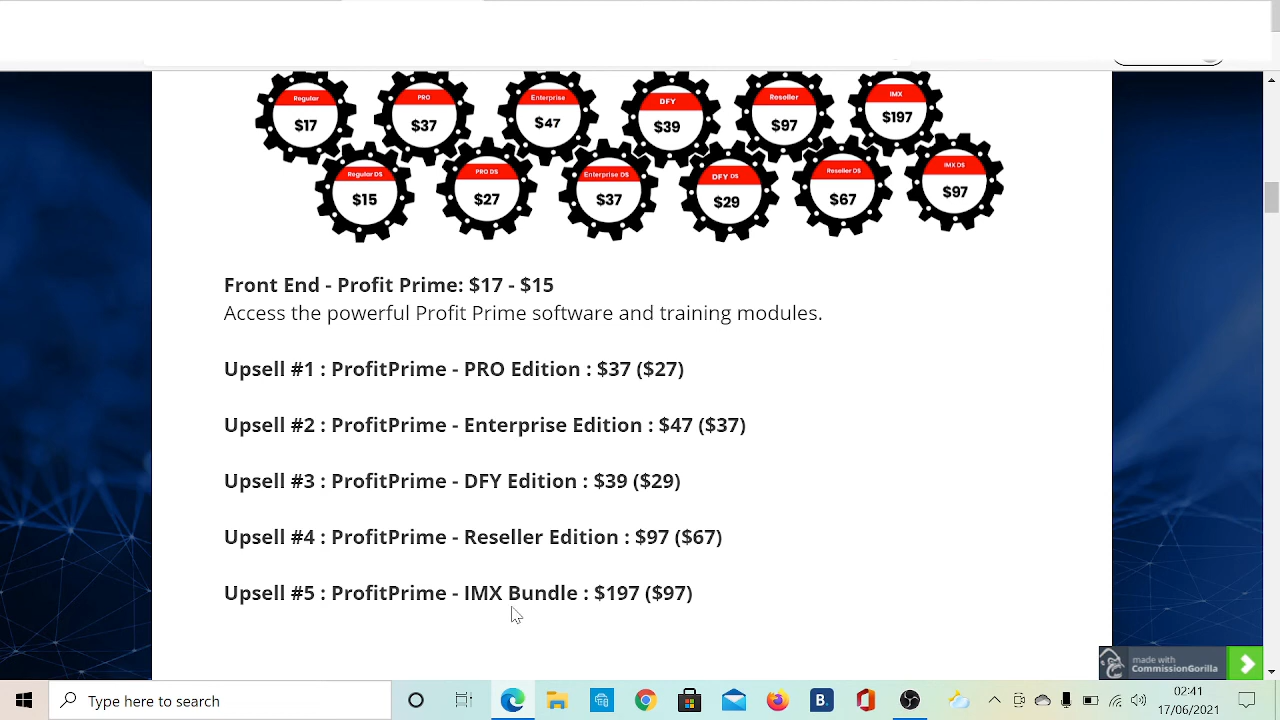 Regular
$17
PRO
$37
Enterprise
$47
DFY
$39
Reseller
$97
IMX
$197
Regular DS
$15
PRO DS
$27
Enterprise DS
$37
DFY DS
$29
Reseller DS
$67
IMX DS
$97
Front End - Profit Prime: $17 - $15
Access the powerful Profit Prime software and training modules.
Upsell #1 : ProfitPrime - PRO Edition : $37 ($27)
Upsell #2 : ProfitPrime - Enterprise Edition : $47 ($37)
Upsell #3 : ProfitPrime - DFY Edition : $39 ($29)
Upsell #4 : ProfitPrime - Reseller Edition : $97 ($67)
Upsell #5 : ProfitPrime - IMX Bundle : $197 ($97)
made with
CommissionGorilla
Type here to search
B.
02:41
17/06/2021